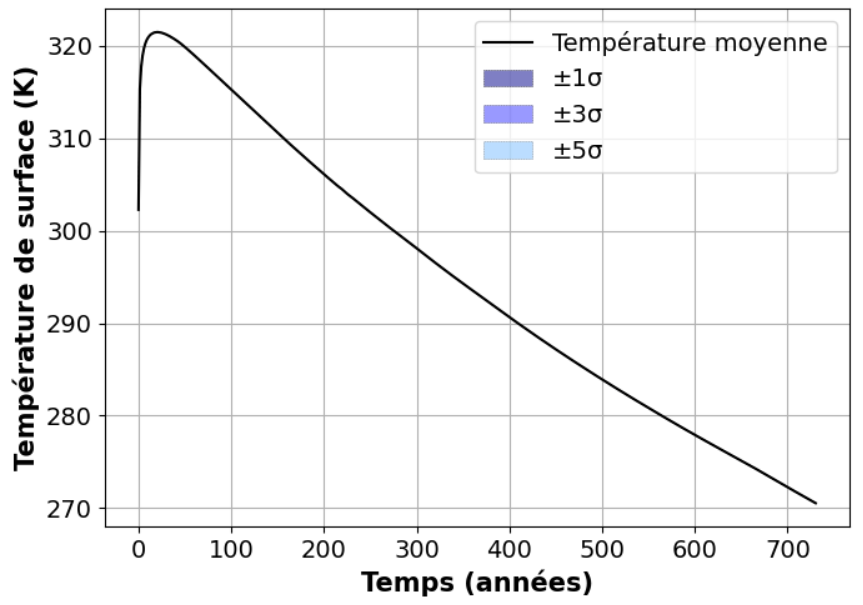 Température moyenne
±1σ
±3σ
±5σ
320
310
300
290
280
270
Température de surface (K)
0 100 200 300 400 500 600 700
Temps (années)